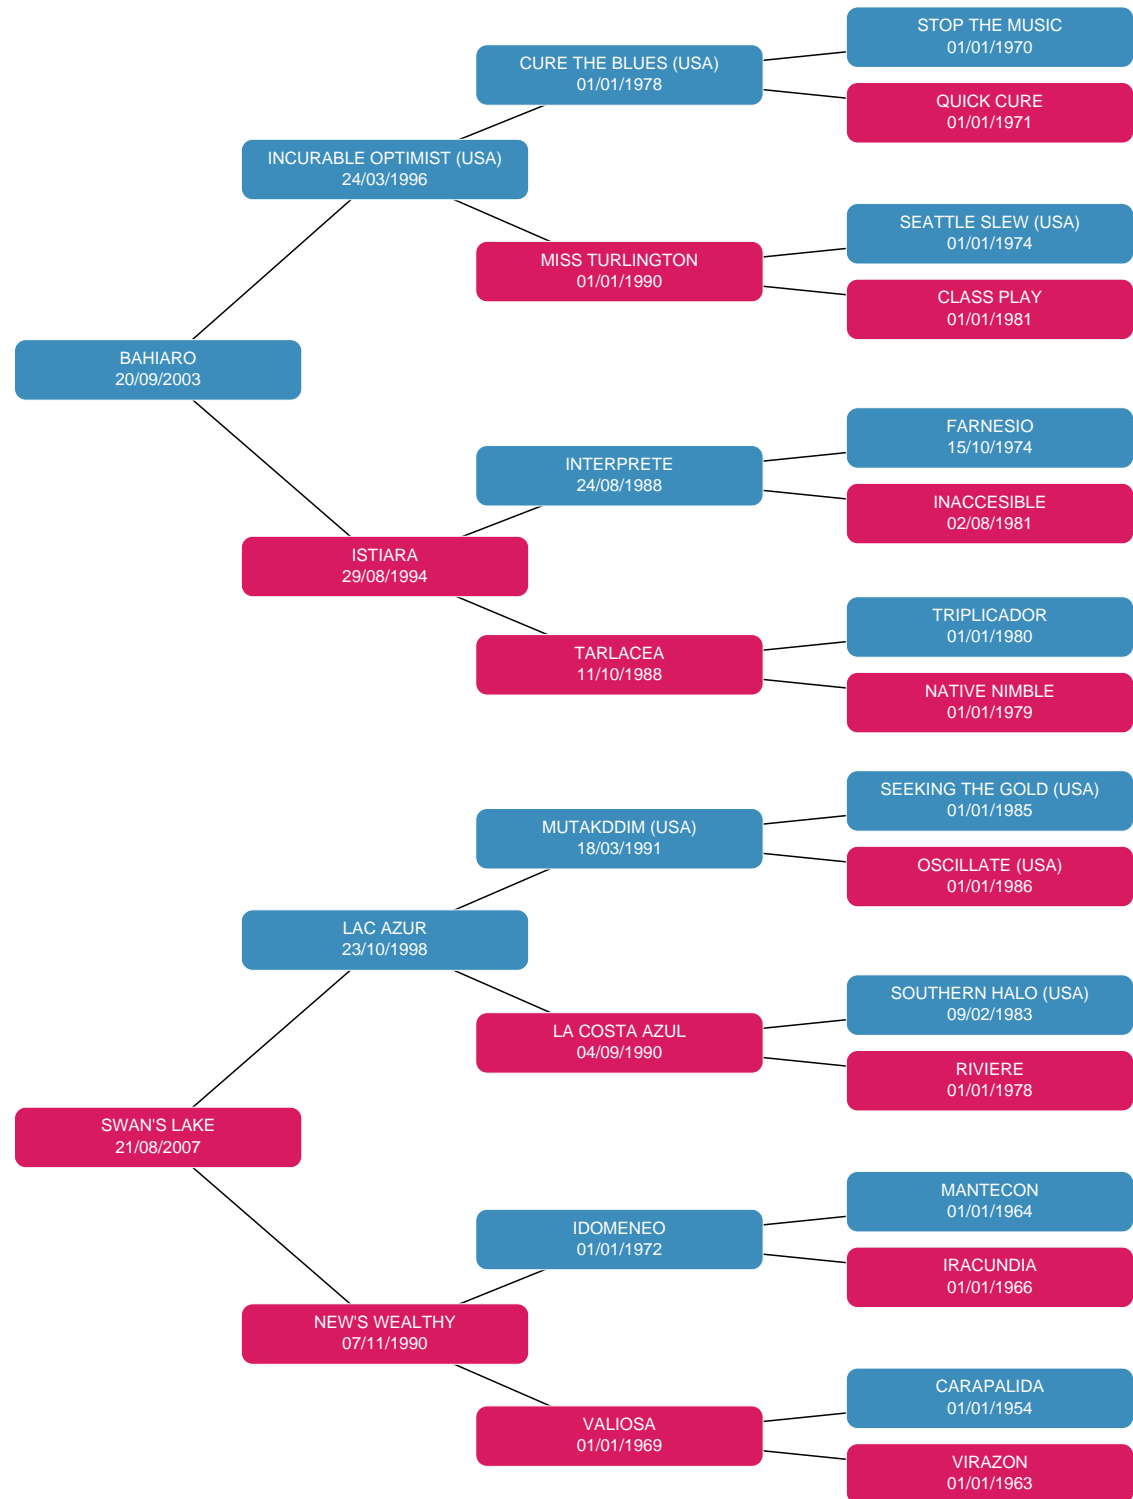 STOP THE MUSIC
01/01/1970
CURE THE BLUES (USA)
01/01/1978
QUICK CURE
01/01/1971
INCURABLE OPTIMIST (USA)
24/03/1996
SEATTLE SLEW (USA)
01/01/1974
MISS TURLINGTON
01/01/1990
CLASS PLAY
01/01/1981
BAHIARO
20/09/2003
FARNESIO
15/10/1974
INTERPRETE
24/08/1988
INACCESIBLE
02/08/1981
ISTIARA
29/08/1994
TRIPLICADOR
01/01/1980
TARLACEA
11/10/1988
NATIVE NIMBLE
01/01/1979
SEEKING THE GOLD (USA)
01/01/1985
MUTAKDDIM (USA)
18/03/1991
OSCILLATE (USA)
01/01/1986
LAC AZUR
23/10/1998
SOUTHERN HALO (USA)
09/02/1983
LA COSTA AZUL
04/09/1990
RIVIERE
01/01/1978
SWAN'S LAKE
21/08/2007
MANTECON
01/01/1964
IDOMENEO
01/01/1972
IRACUNDIA
01/01/1966
NEW'S WEALTHY
07/11/1990
CARAPALIDA
01/01/1954
VALIOSA
01/01/1969
VIRAZON
01/01/1963